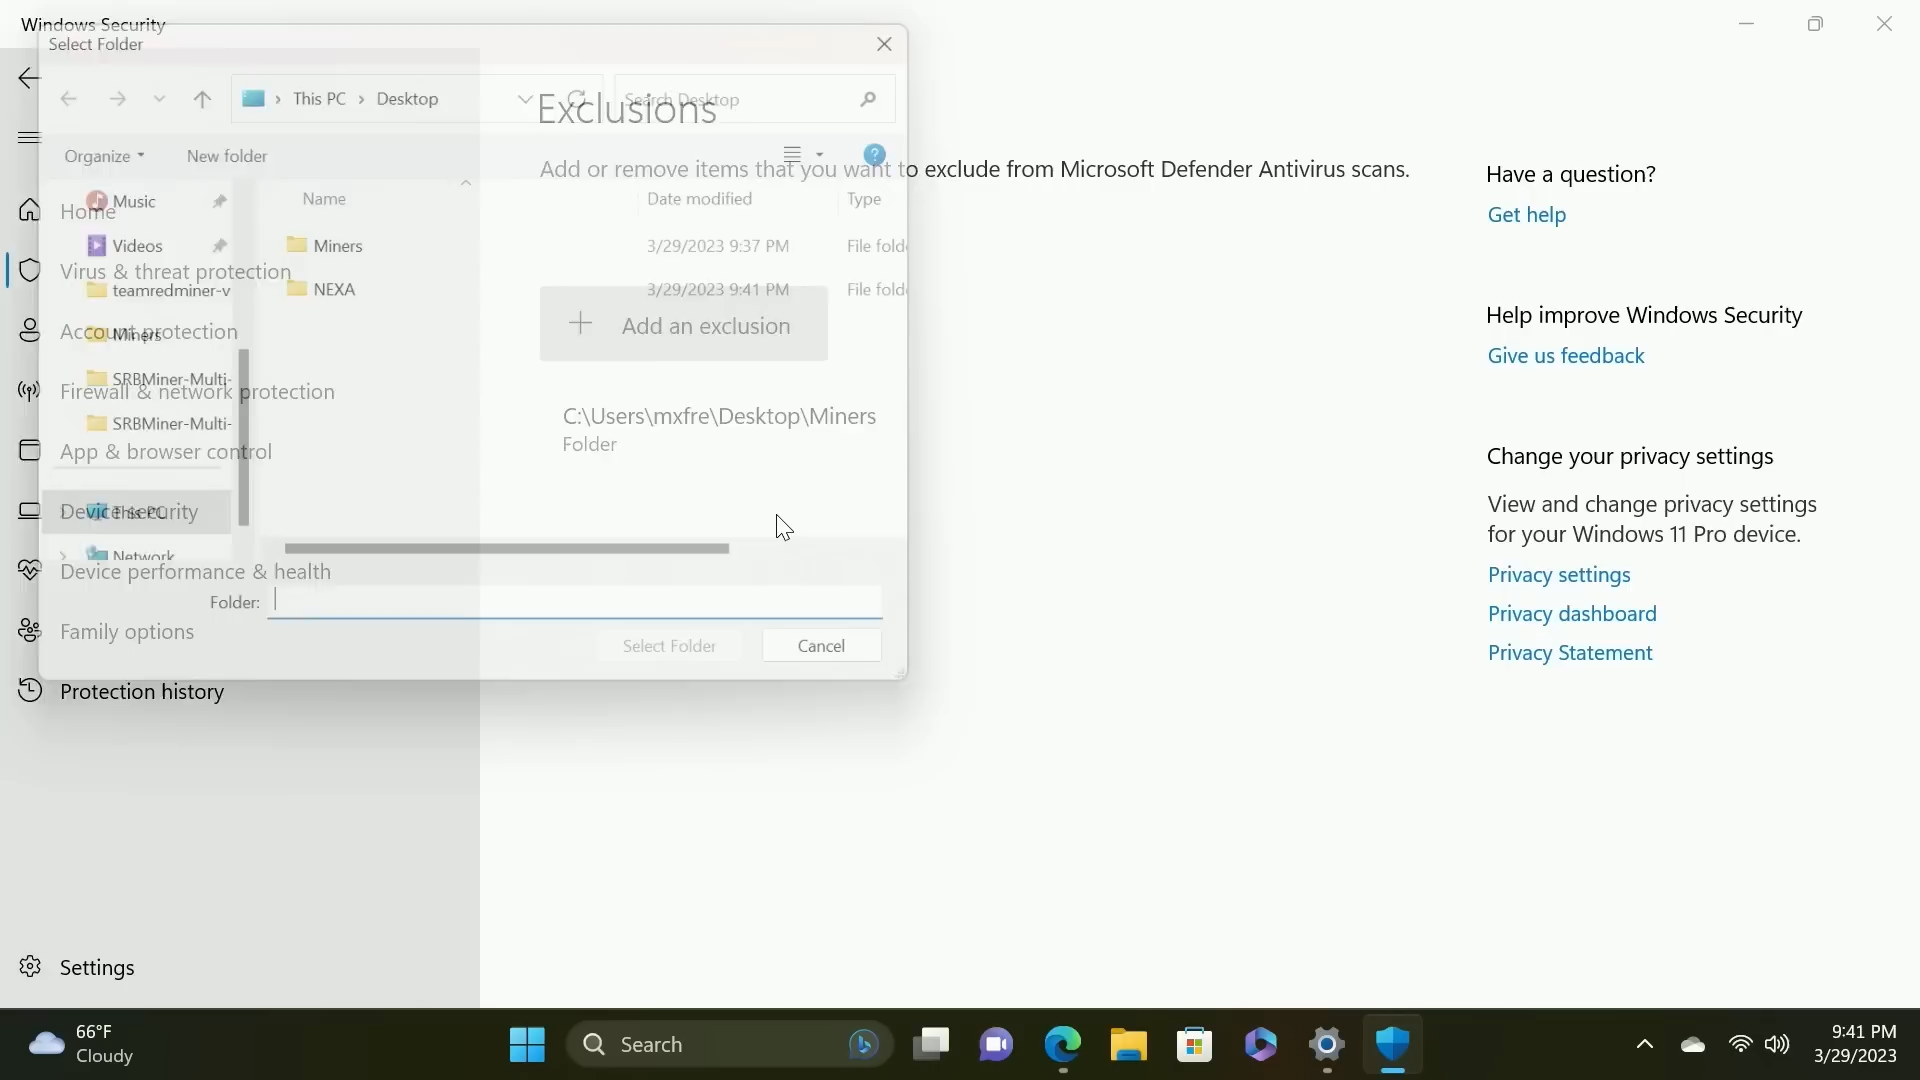 Windows Security
Select Folder
This PC
Desktop
Search Desktop
Exclusions
Organize
New folder
Add or remove items that you want to exclude from Microsoft Defender Antivirus scans.
Name
Date modified
Type
Music
Videos
teamredminer-v
Miners
SRBMiner-Multi-
SRBMiner-Multi-
This PC
Network
Miners
3/29/2023 9:37 PM
File fold
NEXA
3/29/2023 9:41 PM
File fold
Folder:
Select Folder
Cancel
Home
Virus & threat protection
Account protection
Firewall & network protection
App & browser control
Device security
Device performance & health
Family options
Protection history
Settings
Add an exclusion
C:\Users\mxfre\Desktop\Miners
Folder
Have a question?
Get help
Help improve Windows Security
Give us feedback
Change your privacy settings
View and change privacy settings
for your Windows 11 Pro device.
Privacy settings
Privacy dashboard
Privacy Statement
66°F
Cloudy
Search
9:41 PM
3/29/2023